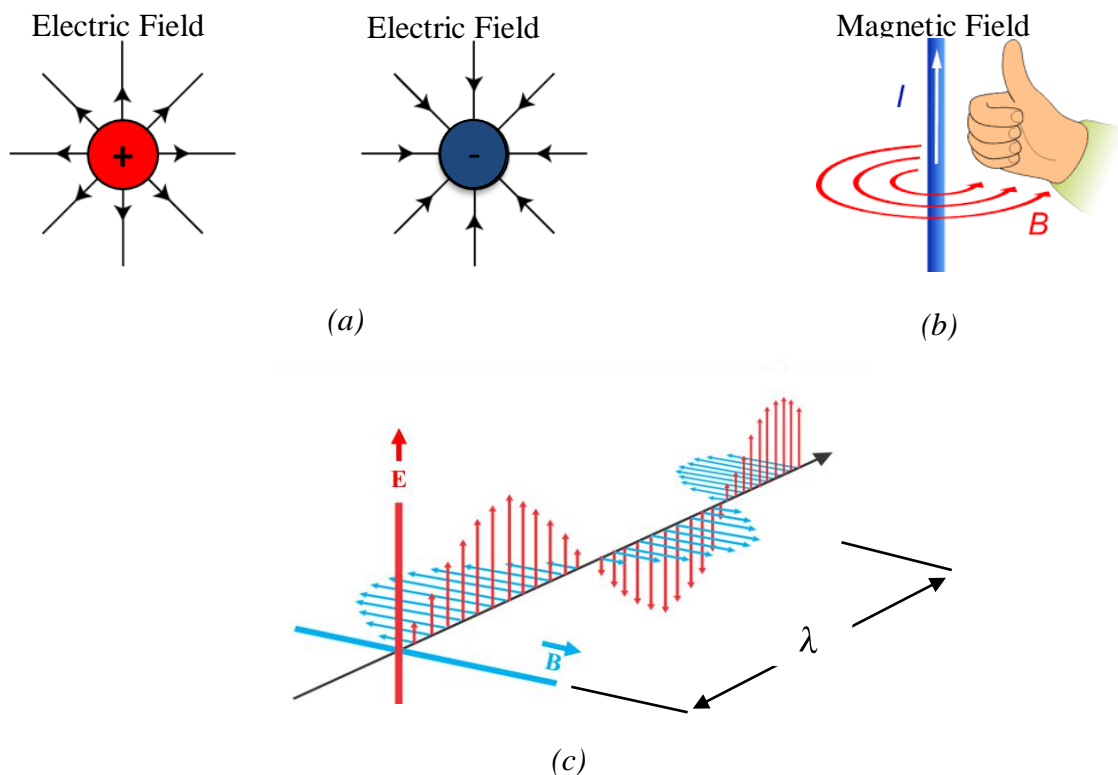 Electric Field
Electric Field
Magnetic Field
+
-
I
B
(a)
(b)
E
B
λ
(c)